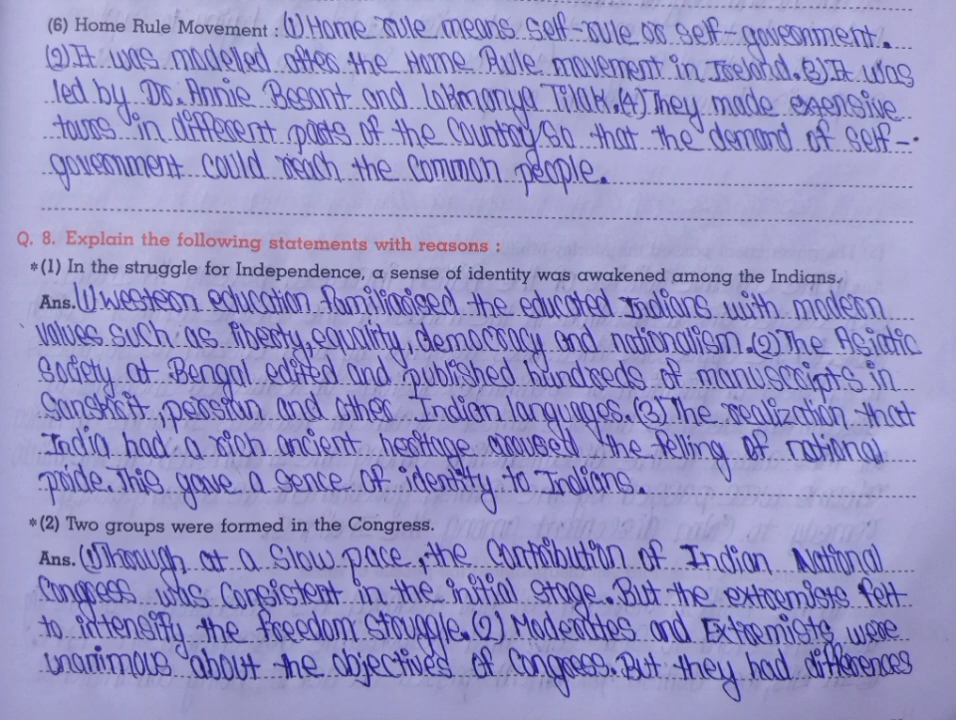 (6) Home Rule Movement : (1) Home rule means self-rule or self-government.
(2) It was modelled after the Home Rule movement in Ireland. (3) It was
led by Dr. Annie Besant and Lokmanya Tilak. (4) They made exensive
tours in different parts of the country so that the demand of self-
government could reach the common people.
Q. 8. Explain the following statements with reasons :
*(1) In the struggle for Independence, a sense of identity was awakened among the Indians.
Ans. (1) western education familiarised the educated Indians with modern
values such as liberty, equality, democracy and nationalism. (2) The Asiatic
Society at Bengal edited and published hundreds of manuscripts in
Sanskrit, persian and other Indian languages. (3) The realization that
India had a rich ancient heritage aroused the felling of national
pride. This gave a sence of identity to Indians.
*(2) Two groups were formed in the Congress.
Ans. (1) Though at a slow pace, the contribution of Indian National
Congress was consistent in the initial stage. But the extremists felt
to intensify the freedom struggle. (2) Moderates and Extremists were
unanimous about the objectives of Congress. But they had differences